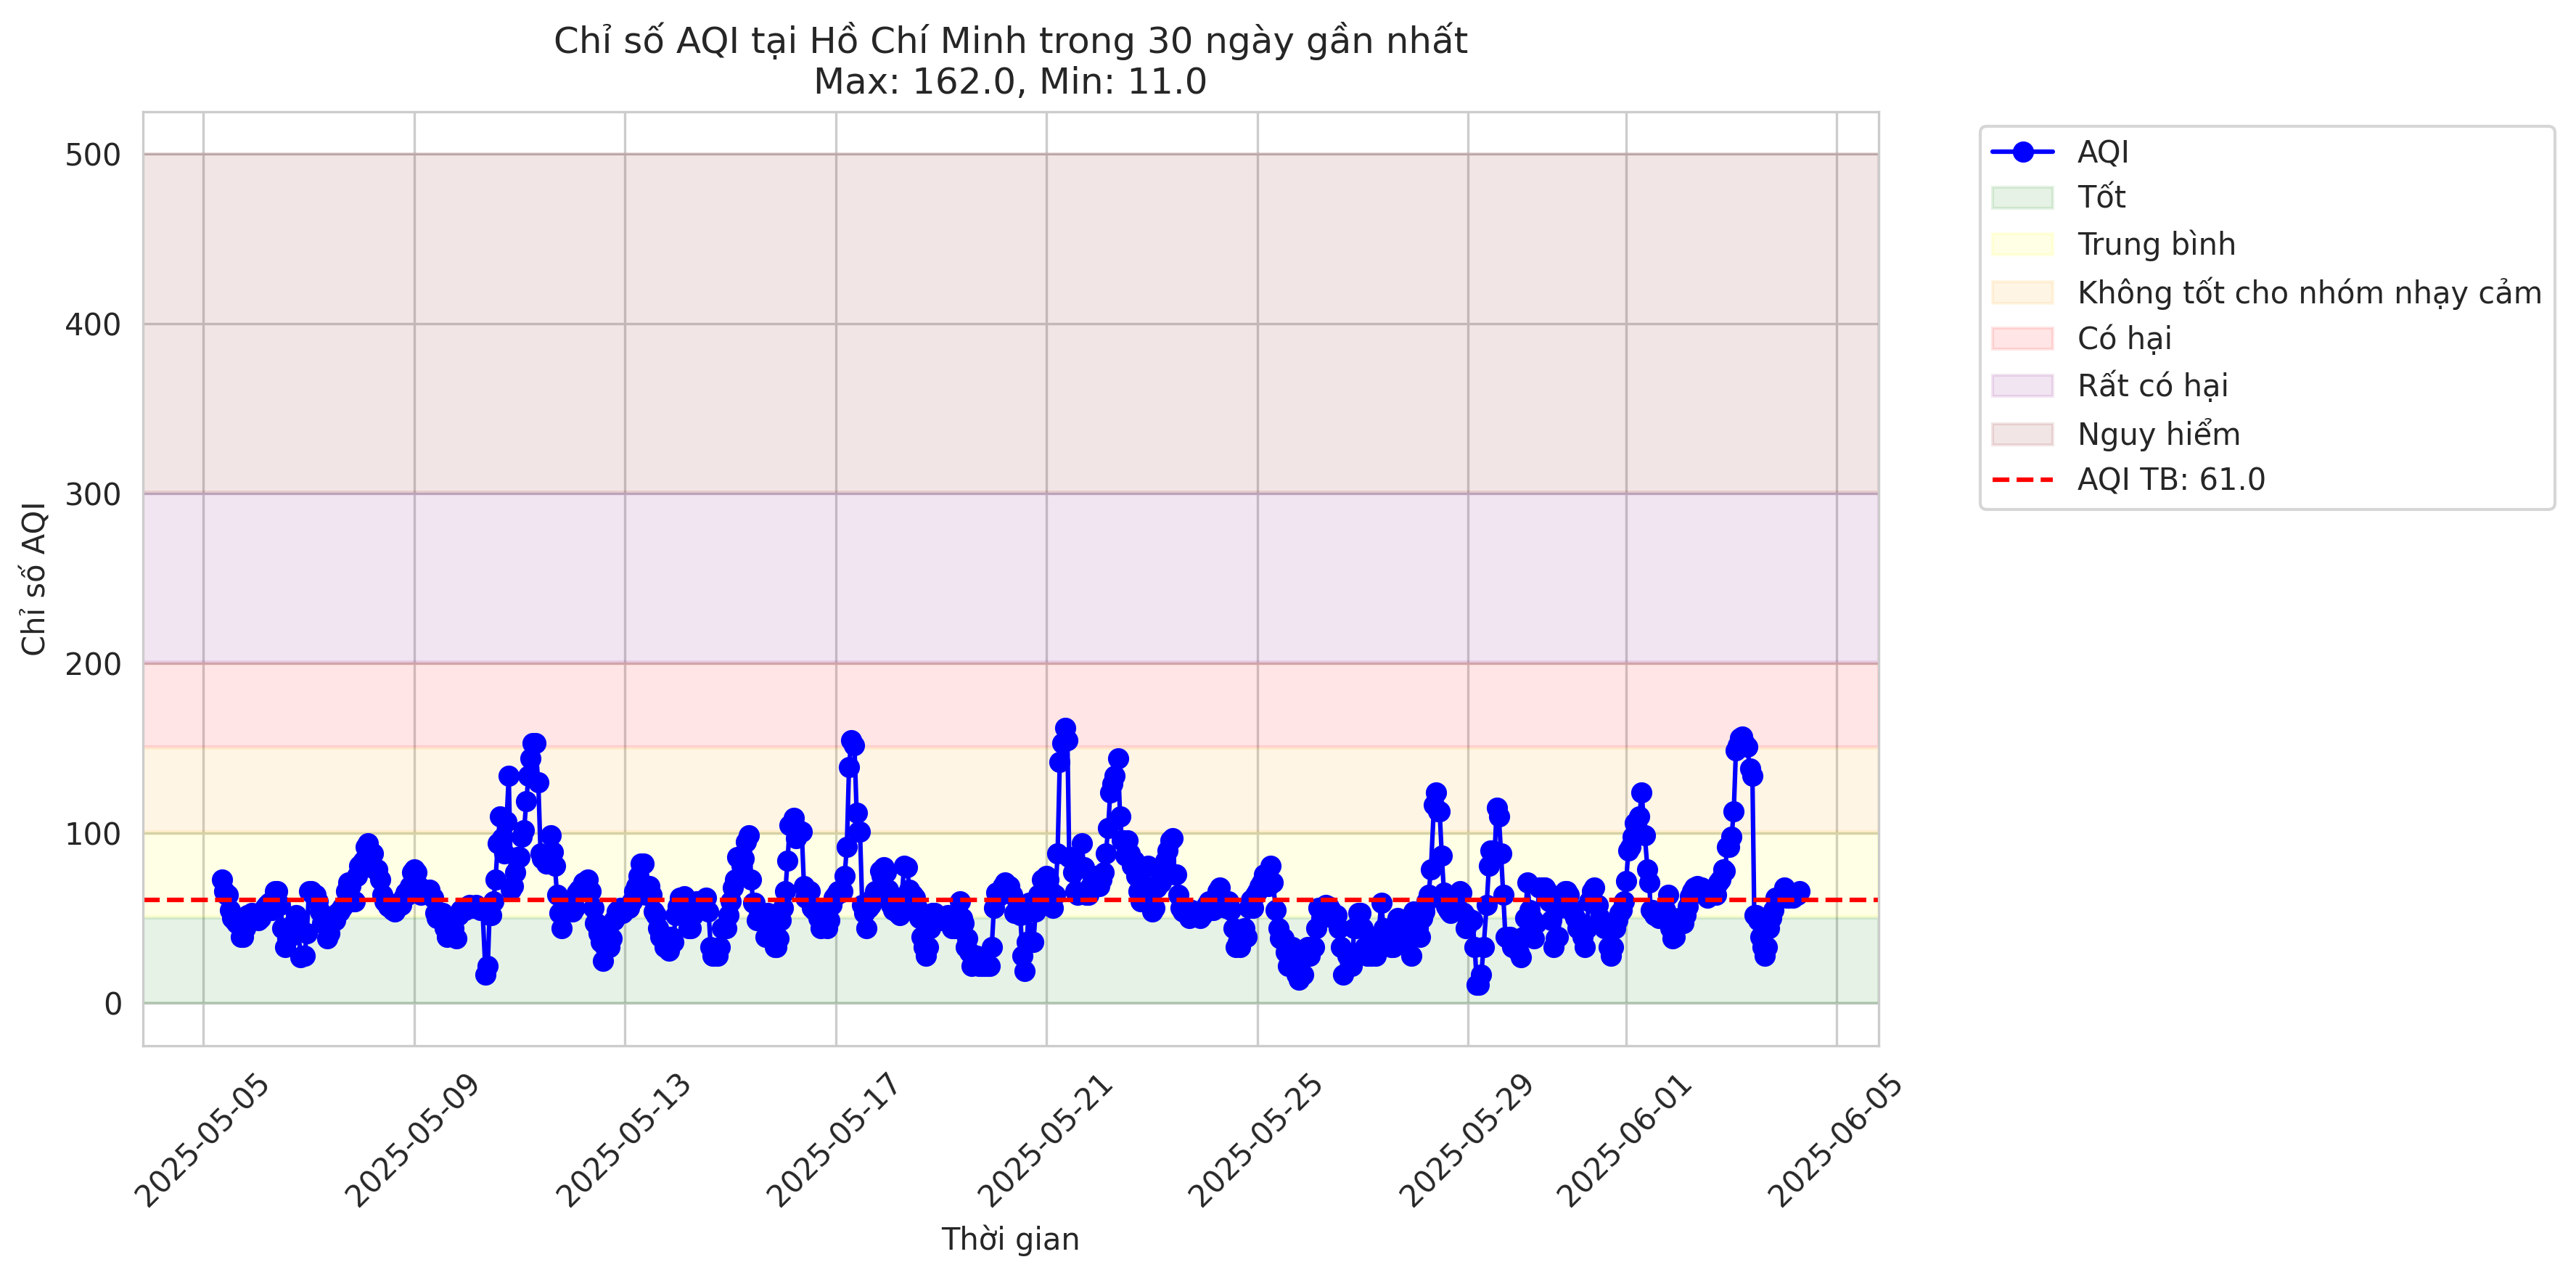 Chỉ số AQI tại Hồ Chí Minh trong 30 ngày gần nhất
Max: 162.0, Min: 11.0
Chỉ số AQI
500
400
300
200
100
0
2025-05-05
2025-05-09
2025-05-13
2025-05-17
2025-05-21
2025-05-25
2025-05-29
2025-06-01
2025-06-05
Thời gian
AQI
Tốt
Trung bình
Không tốt cho nhóm nhạy cảm
Có hại
Rất có hại
Nguy hiểm
AQI TB: 61.0